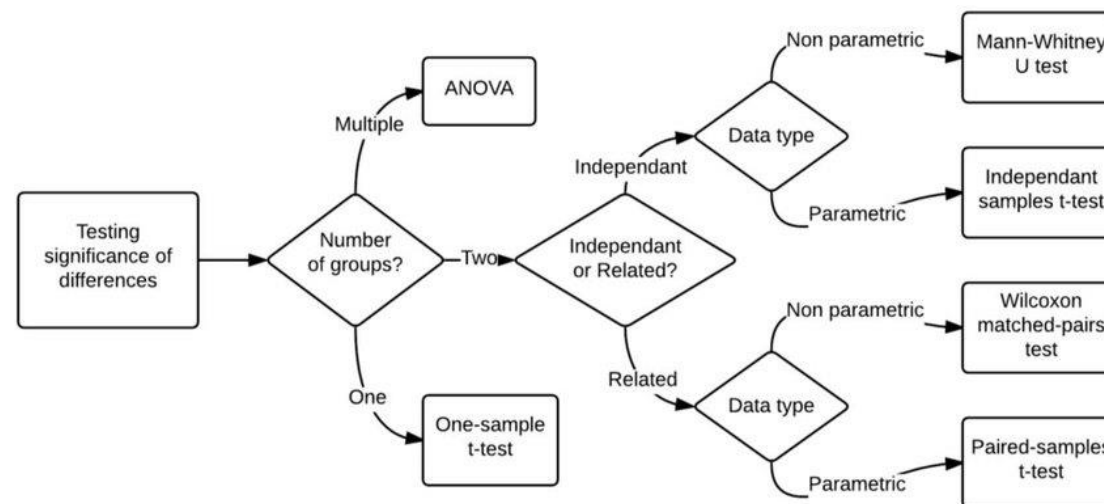 Non parametric
Mann-Whitney
U test
ANOVA
Multiple
Data type
Independant
Independant
samples t-test
Parametric
Testing
significance of
differences
Number
of groups?
Two
Independant
or Related?
Wilcoxon
matched-pairs
test
Non parametric
Related
One
Data type
One-sample
t-test
Paired-samples
t-test
Parametric